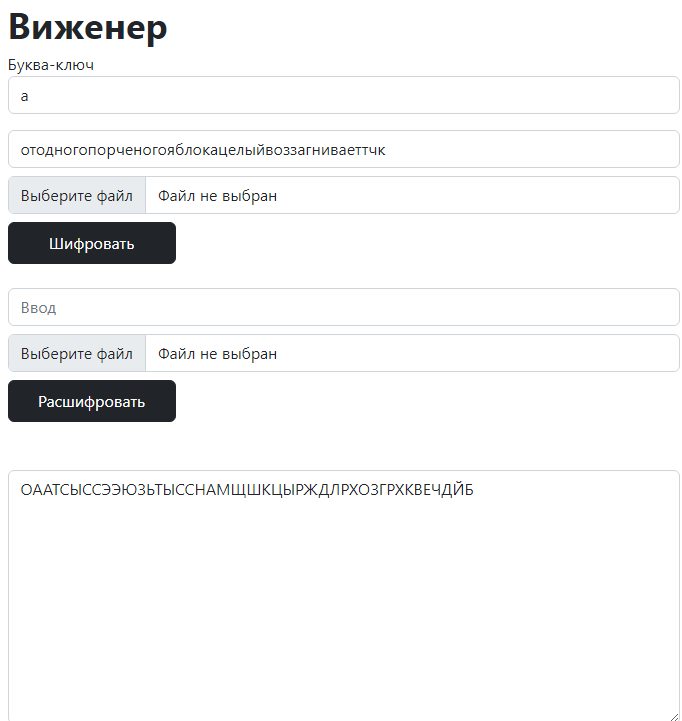 Виженер
Буква-ключ
а
отодногопорченогояблокацелыйвоззагниваеттчк
Выберите файл Файл не выбран
Шифровать
Ввод
Выберите файл Файл не выбран
Расшифровать
ОААТСЫССЭЭЮЗЬТЫССНАМЩШКЦЫРЖДЛРХОЗГРХКВЕЧДЙБ